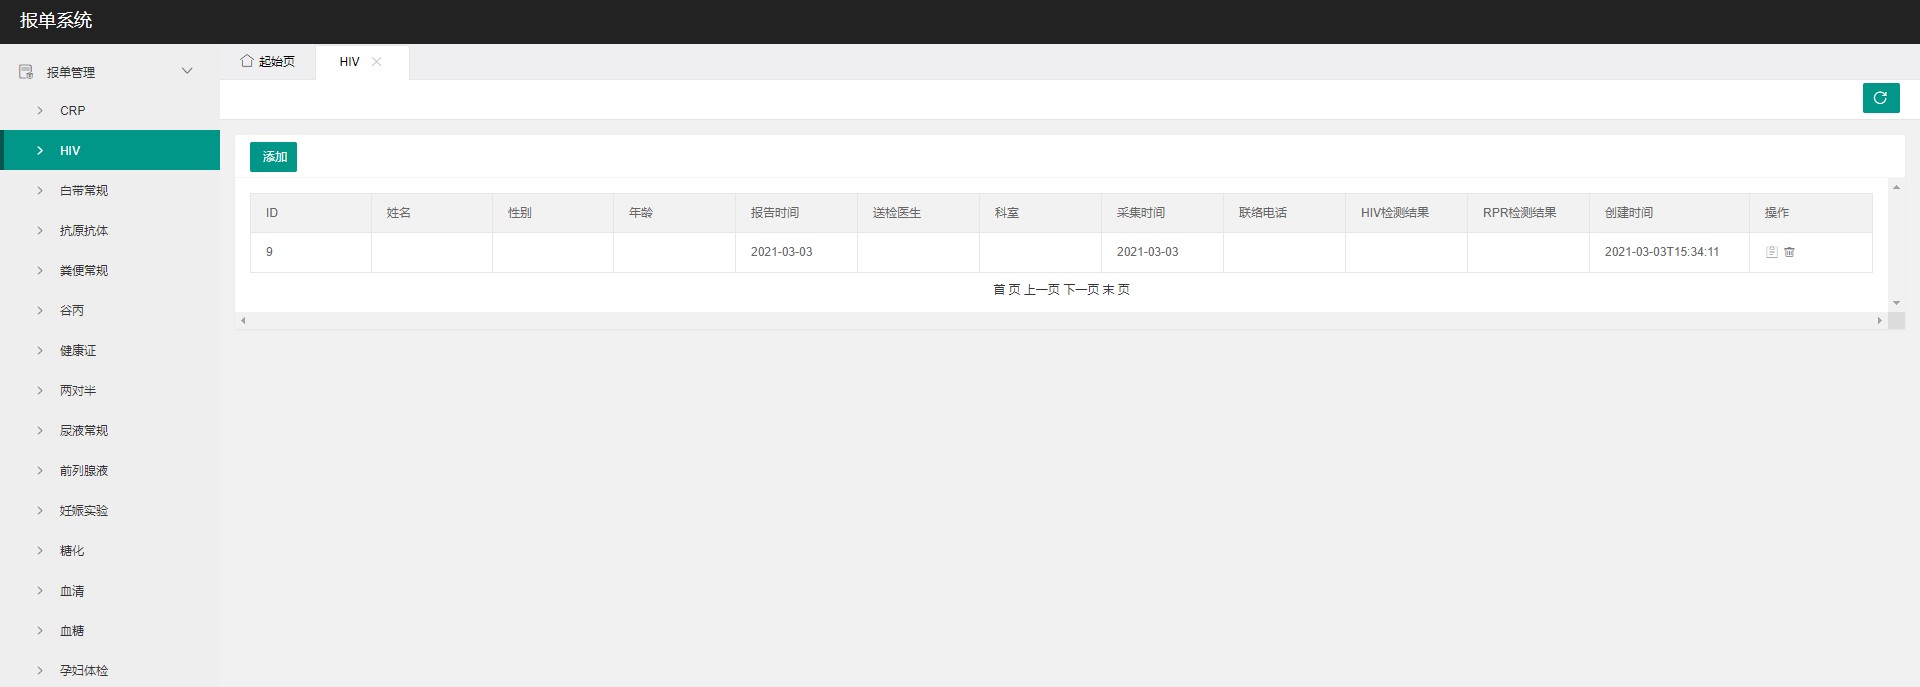 报单系统
报单管理
CRP
HIV
白带常规
抗原抗体
粪便常规
谷丙
健康证
两对半
尿液常规
前列腺液
妊娠实验
糖化
血清
血糖
孕妇体检
起始页 HIV
添加
ID 姓名 性别 年龄 报告时间 送检医生 科室 采集时间 联络电话 HIV检测结果 RPR检测结果 创建时间 操作
9 2021-03-03 2021-03-03 2021-03-03T15:34:11
首 页 上一页 下一页 末 页